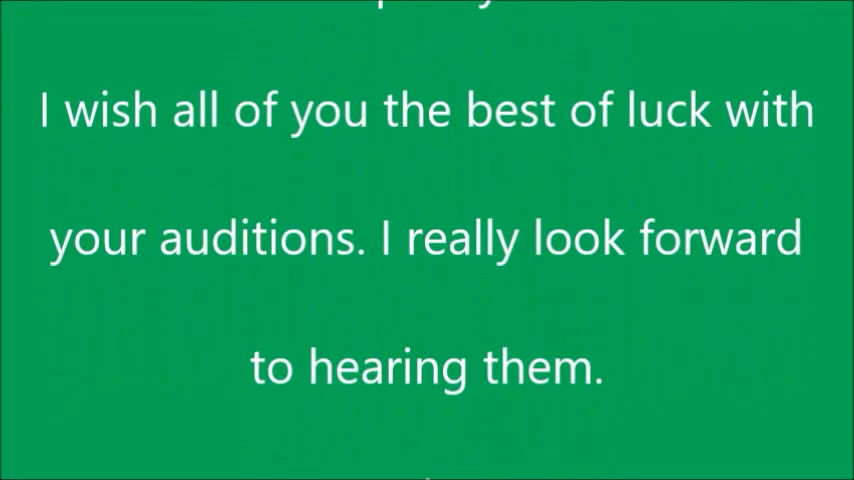 I wish all of you the best of luck with
your auditions. I really look forward
to hearing them.